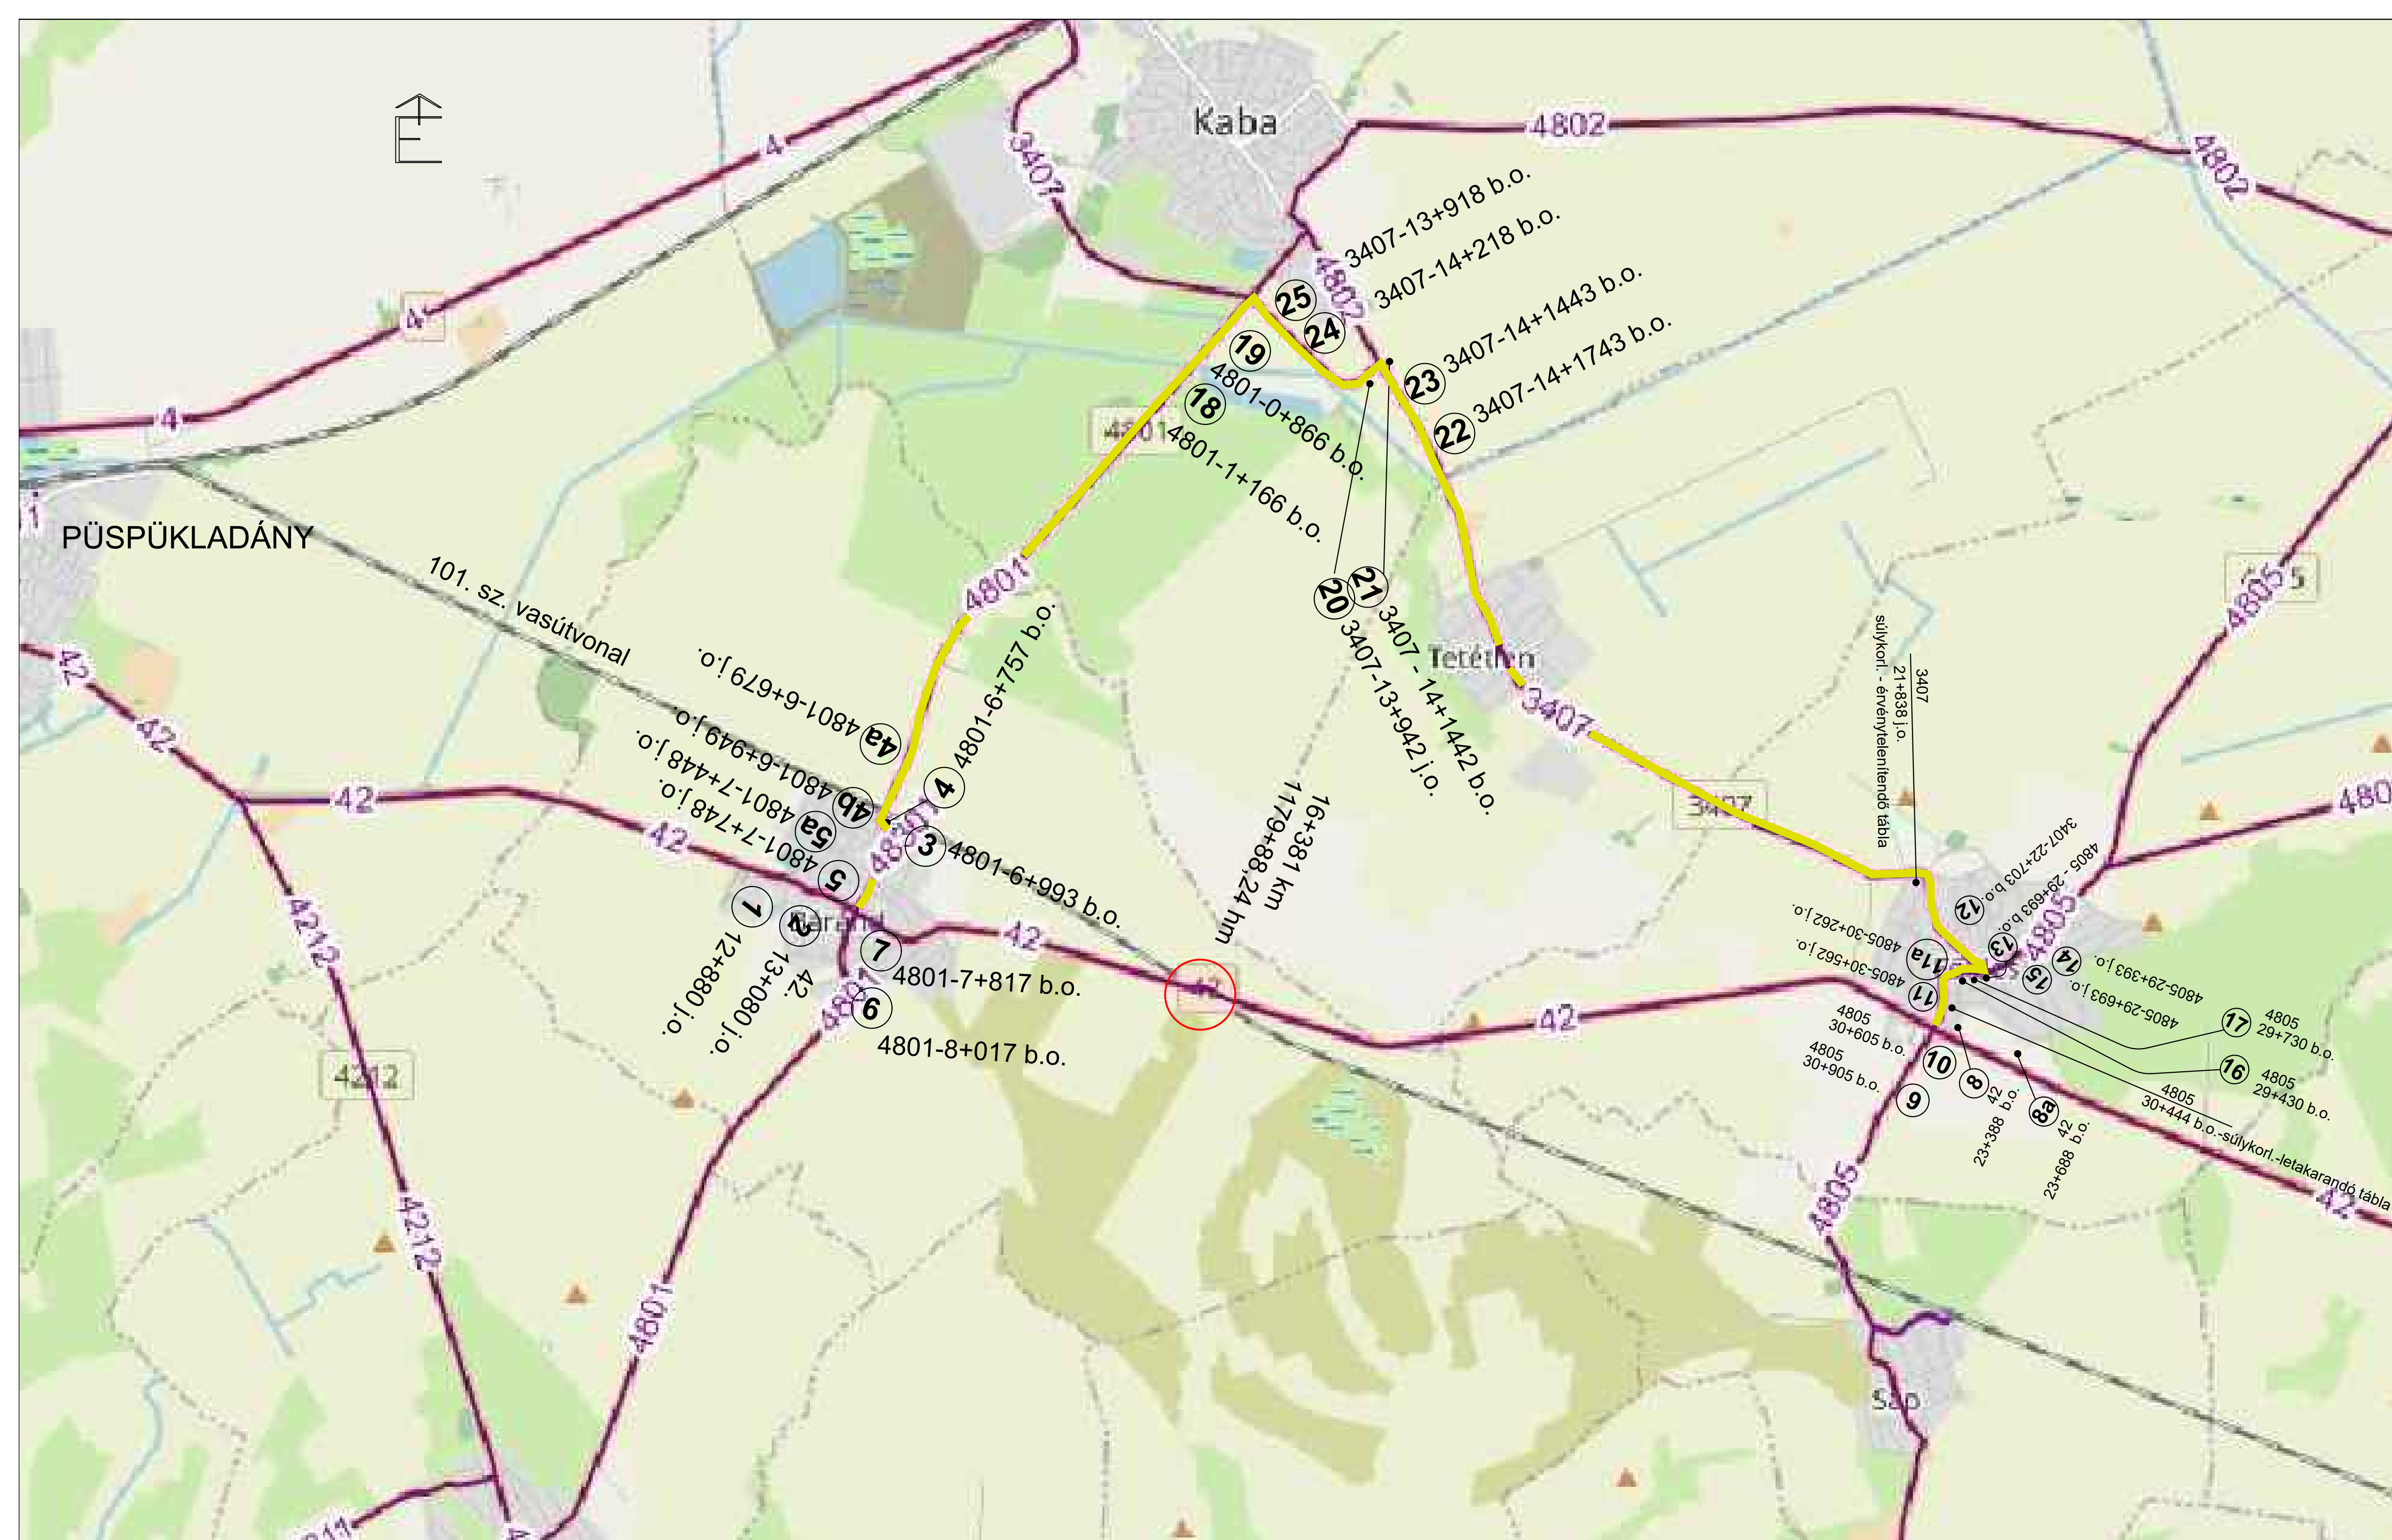 Kaba
É
4
4
4
3407
4802
4802
4802
3407-13+918 b.o.
3407-14+218 b.o.
3407-14+1443 b.o.
3407-14+1743 b.o.
25
24
23
22
19
18
4801-0+866 b.o.
4801-1+166 b.o.
4801
4801
PÜSPÜKLADÁNY
101. sz. vasútvonal
20
21
3407-13+942 j.o.
3407 - 14+1442 b.o.
Tetétlen
3407
3407
4805
4805
480
súlykorl. - érvénytelenítendő tábla
21+838 j.o.
3407
42
42
42
42
4801-6+679 j.o.
4a
4801-6+949 j.o.
4b
4801-7+448 j.o.
5a
4801-7+748 j.o.
5
4
4801-6+757 b.o.
3
4801-6+993 b.o.
1
12+880 j.o.
2
42.
13+080 j.o.
Báránd
7
4801-7+817 b.o.
6
4801-8+017 b.o.
4801
42
1179+88,24 hm
16+381 km
42
42
12
3407-22+703 b.o.
13
4805 - 29+693 b.o.
14
4805-29+393 j.o.
15
4805-29+693 j.o.
11a
4805-30+262 j.o.
11
4805-30+562 j.o.
4805
30+605 b.o.
4805
30+905 b.o.
10
9
8
42
23+388 b.o.
8a
42
23+688 b.o.
17
4805
29+730 b.o.
16
4805
29+430 b.o.
4805
30+444 b.o.-súlykorl.-letakarandó tábla
42
4212
4212
4212
4801
4805
Sáp